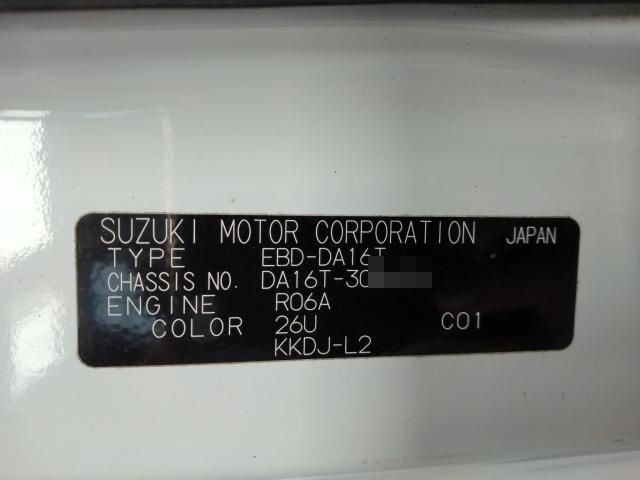 SUZUKI MOTOR CORPORATION JAPAN
TYPE EBD-DA16T
CHASSIS NO. DA16T-30
ENGINE R06A
COLOR 26U C01
KKDJ-L2